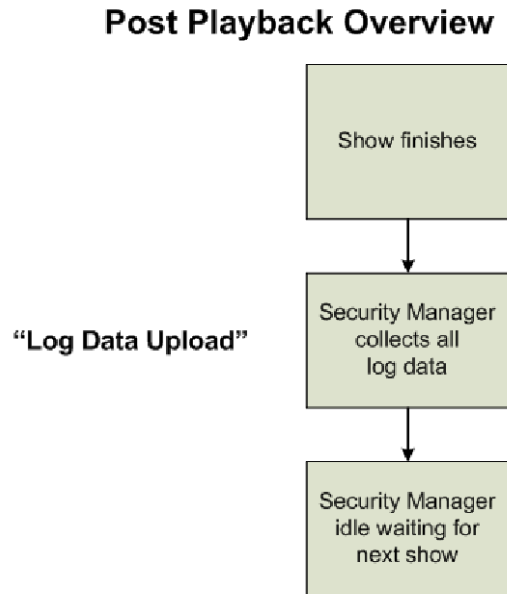 Post Playback Overview
Show finishes
“Log Data Upload”
Security Manager
collects all
log data
Security Manager
idle waiting for
next show